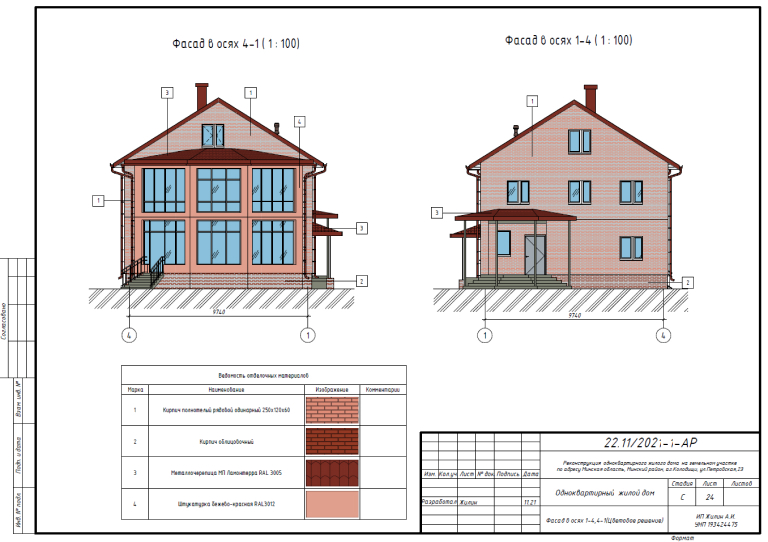 Фасад в осях 4-1 ( 1 : 100)
Фасад в осях 1-4 ( 1 : 100)
3
1
4
1
3
2
9740
4
1
1
3
2
9740
1
4
Согласовано
Взам. инв. №
Подп. и дата
Инв. № подл.
Ведомость отделочных материалов
Марка Наименование Изображение Комментарии
1 Кирпич полнотелый рядовой одинарный 250х120х60
2 Кирпич облицовочный
3 Металлочерепица МП Ламонтерра RAL 3005
4 Штукатурка бежево-красная RAL3012
22.11/2021-1-АР
Реконструкция одноквартирного жилого дома на земельном участке
по адресу Минская область, Минский район, аг.Колодищи, ул.Петровская,23
Изм. Кол.уч. Лист № док. Подпись Дата
Разработал Жилин 11.21
Одноквартирный жилой дом
Стадия Лист Листов
С 24
Фасад в осях 1-4,4-1(Цветовое решение)
ИП Жилин А.И.
УНП 193424475
Формат